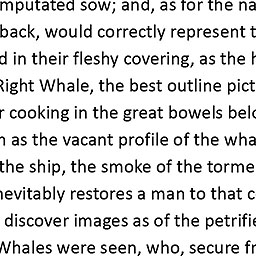 mputated sow; and, as for the na
back, would correctly represent t
d in their fleshy covering, as the h
Right Whale, the best outline pict
r cooking in the great bowels belo
n as the vacant profile of the wha
the ship, the smoke of the torme
nevitably restores a man to that c
discover images as of the petrifie
Whales were seen, who, secure fr